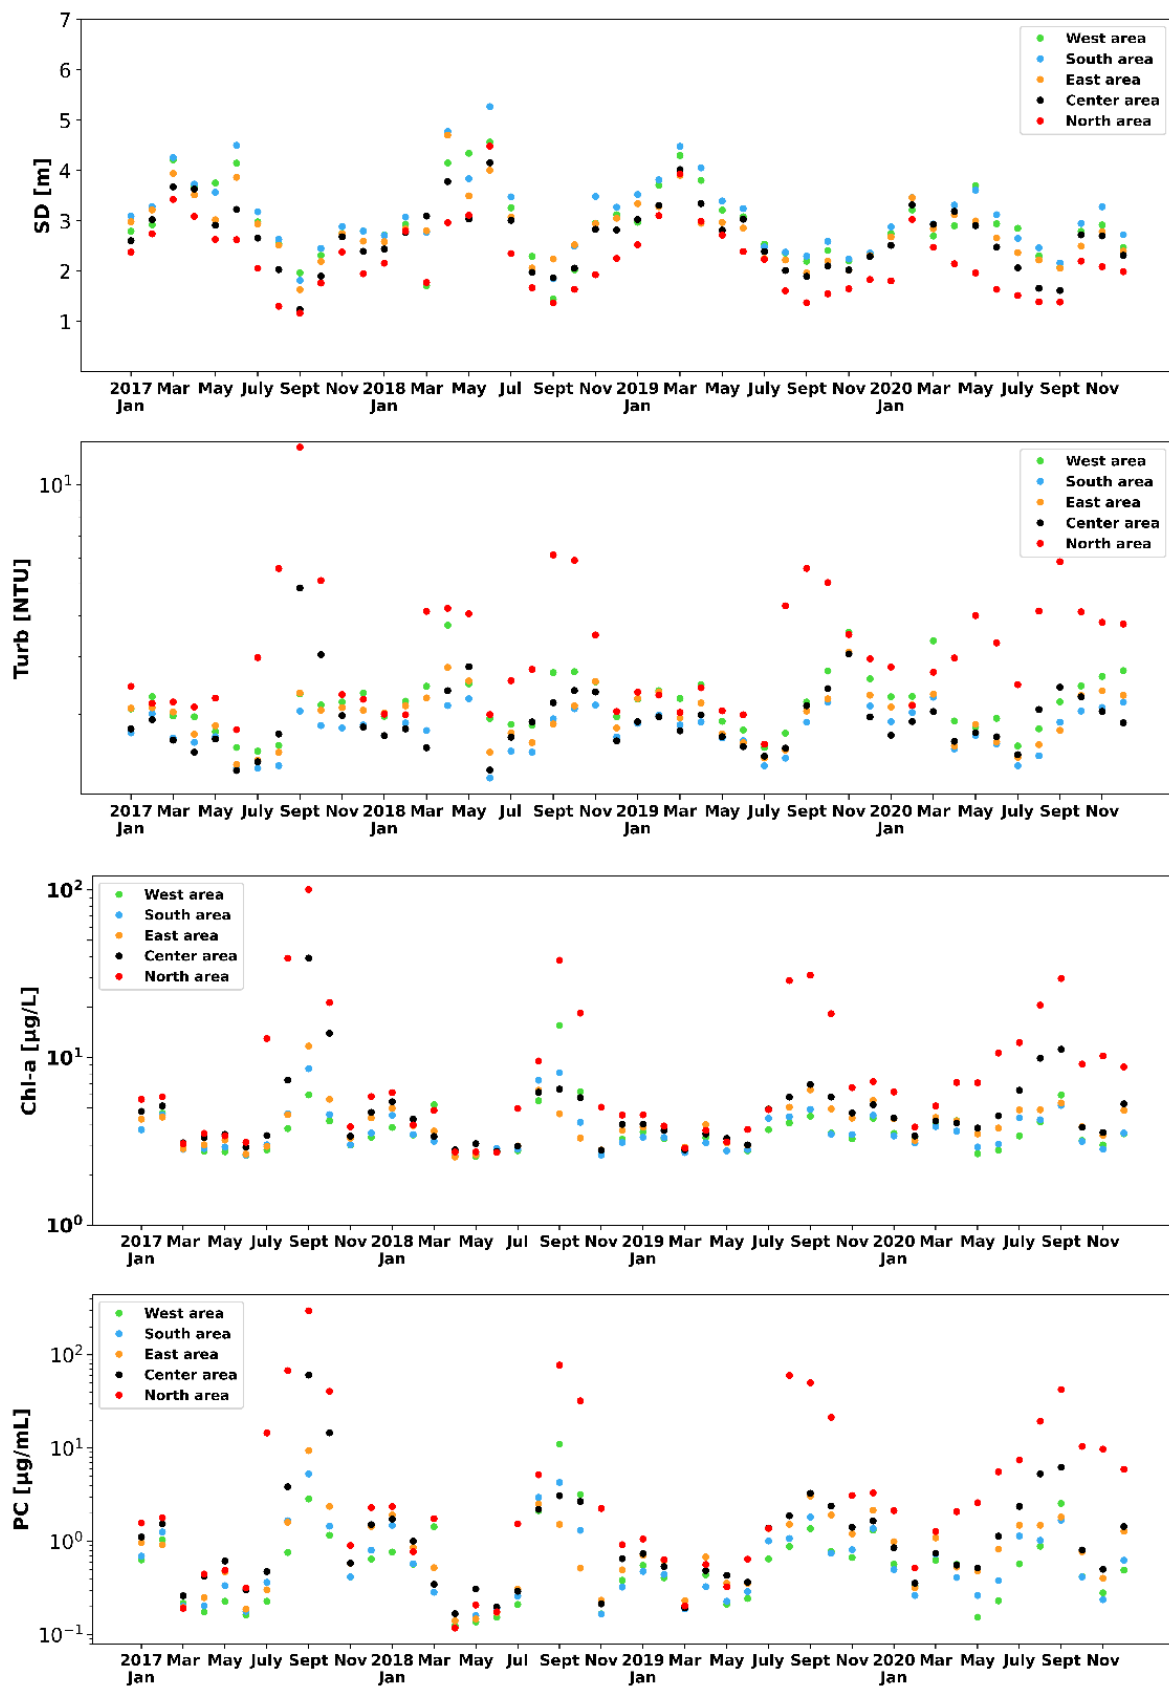 SD [m]
7
6
5
4
3
2
1
West area
South area
East area
Center area
North area
2017 Mar May July Sept Nov 2018 Mar May Jul Sept Nov 2019 Mar May July Sept Nov 2020 Mar May July Sept Nov
Jan Jan Jan Jan
Turb [NTU]
10¹
West area
South area
East area
Center area
North area
2017 Mar May July Sept Nov 2018 Mar May Jul Sept Nov 2019 Mar May July Sept Nov 2020 Mar May July Sept Nov
Jan Jan Jan Jan
Chl-a [µg/L]
10²
10¹
10⁰
West area
South area
East area
Center area
North area
2017 Mar May July Sept Nov 2018 Mar May Jul Sept Nov 2019 Mar May July Sept Nov 2020 Mar May July Sept Nov
Jan Jan Jan Jan
PC [µg/mL]
10²
10¹
10⁰
10⁻¹
West area
South area
East area
Center area
North area
2017 Mar May July Sept Nov 2018 Mar May Jul Sept Nov 2019 Mar May July Sept Nov 2020 Mar May July Sept Nov
Jan Jan Jan Jan